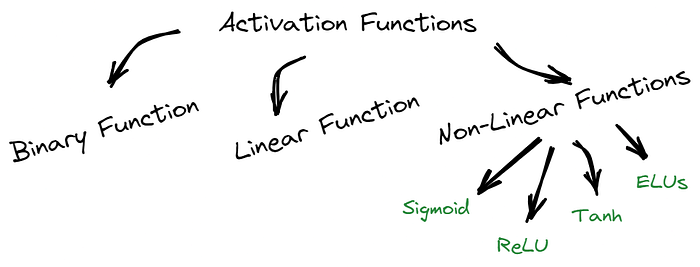 Activation Functions
Binary Function
Linear Function
Non-Linear Functions
Sigmoid
ReLU
Tanh
ELUs